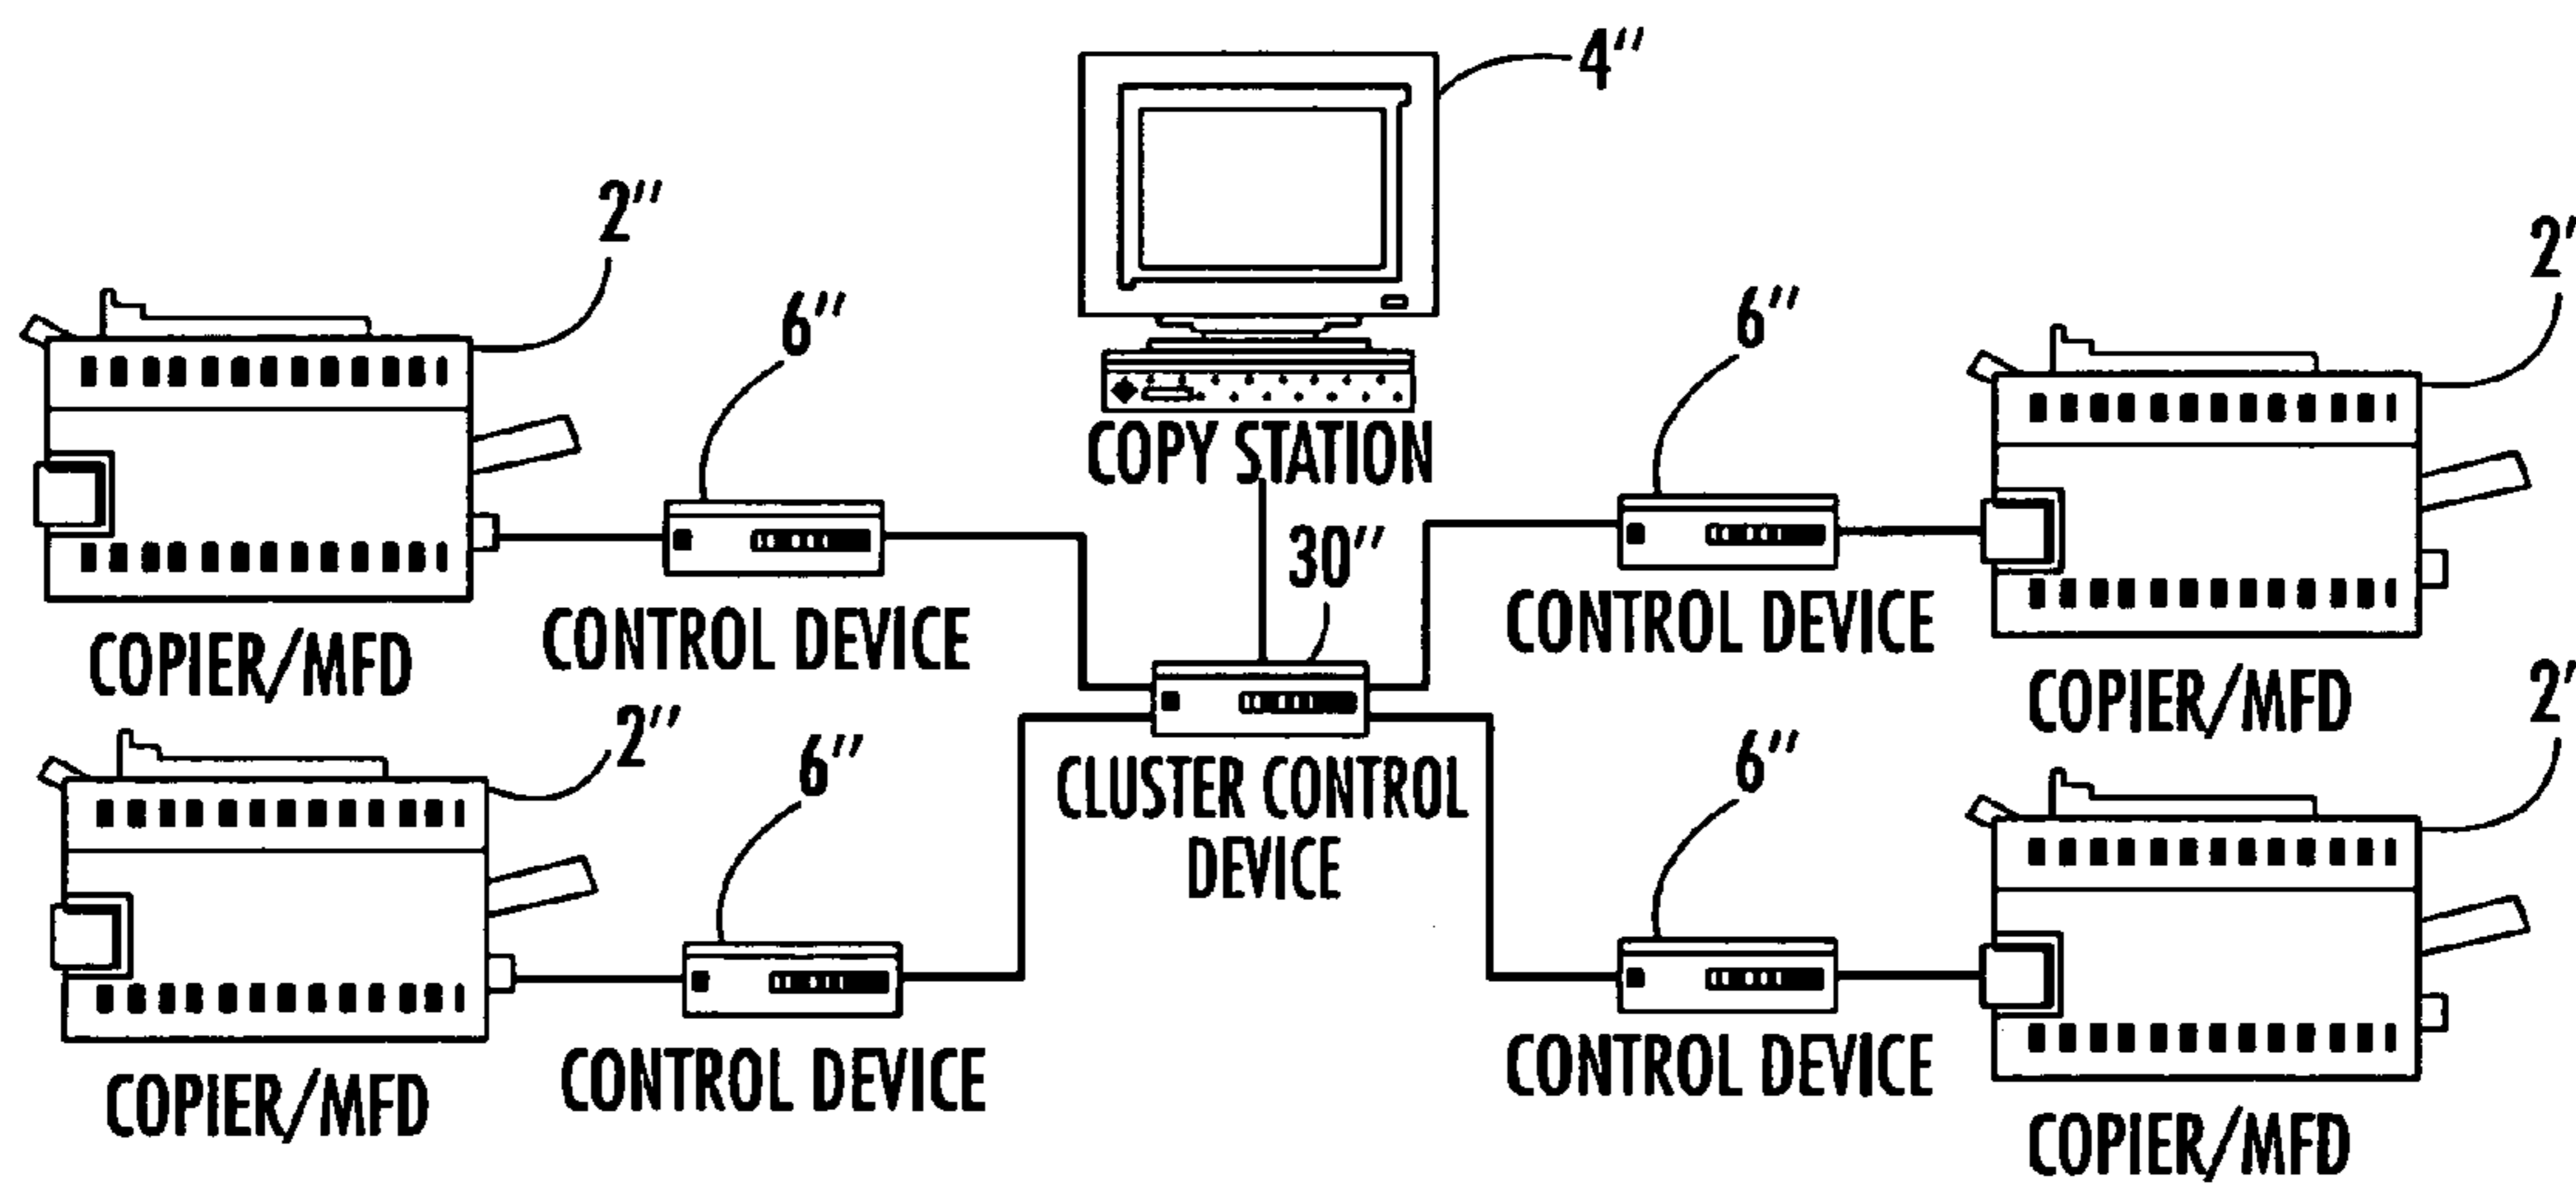 4″
2″
2″
6″
6″
COPY STATION
30″
CONTROL DEVICE
CONTROL DEVICE
COPIER/MFD
COPIER/MFD
2″
2″
6″
6″
CLUSTER CONTROL
DEVICE
CONTROL DEVICE
CONTROL DEVICE
COPIER/MFD
COPIER/MFD